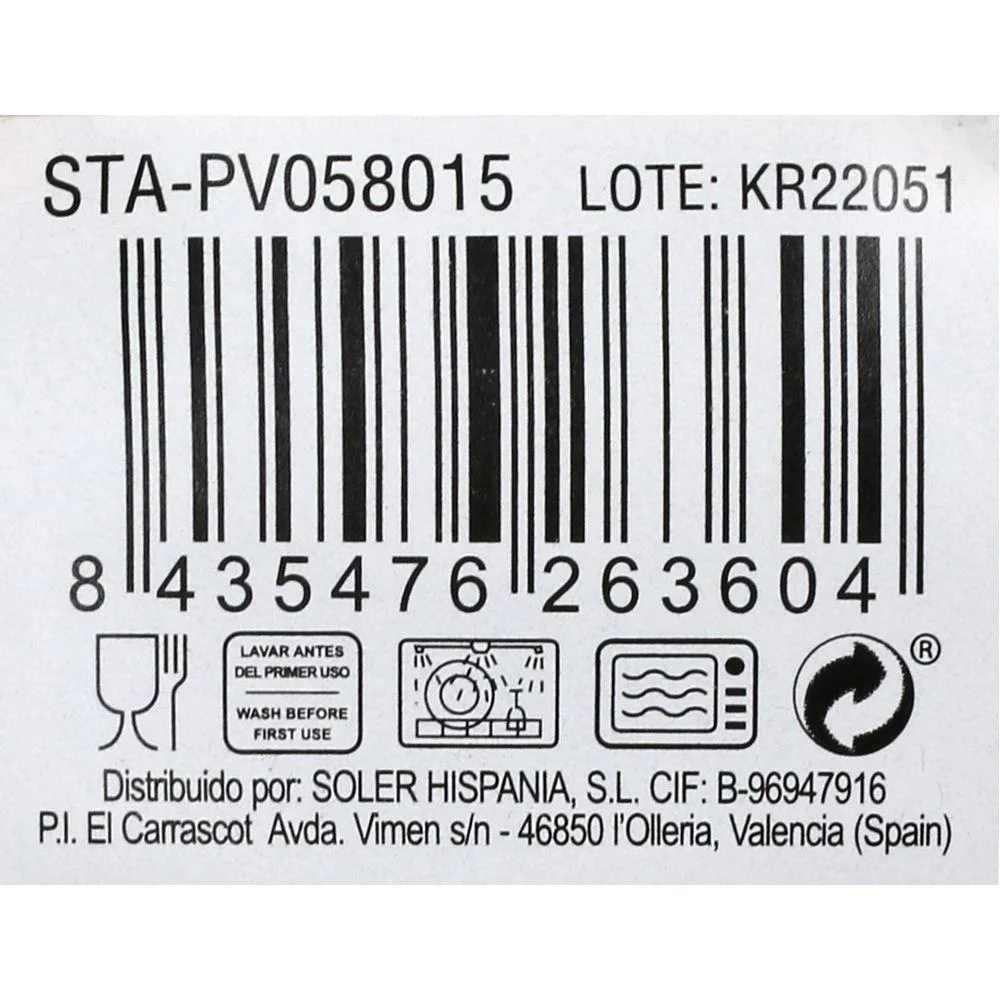 STA-PV058015 LOTE: KR22051
8 435476 263604
LAVAR ANTES
DEL PRIMER USO
WASH BEFORE
FIRST USE
®
Distribuido por: SOLER HISPANIA, S.L. CIF: B-96947916
P.I. El Carrascot Avda. Vimen s/n - 46850 l'Olleria, Valencia (Spain)